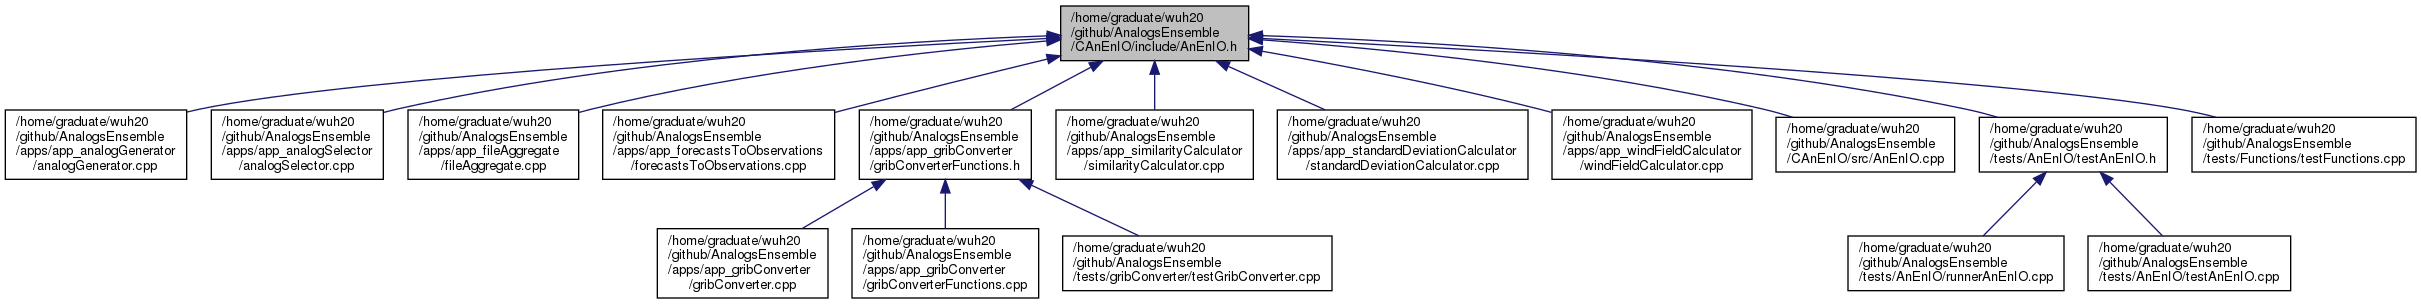 /home/graduate/wuh20
/github/AnalogsEnsemble
/CAnEnIO/include/AnEnIO.h
/home/graduate/wuh20
/github/AnalogsEnsemble
/apps/app_analogGenerator
/analogGenerator.cpp
/home/graduate/wuh20
/github/AnalogsEnsemble
/apps/app_analogSelector
/analogSelector.cpp
/home/graduate/wuh20
/github/AnalogsEnsemble
/apps/app_fileAggregate
/fileAggregate.cpp
/home/graduate/wuh20
/github/AnalogsEnsemble
/apps/app_forecastsToObservations
/forecastsToObservations.cpp
/home/graduate/wuh20
/github/AnalogsEnsemble
/apps/app_gribConverter
/gribConverterFunctions.h
/home/graduate/wuh20
/github/AnalogsEnsemble
/apps/app_similarityCalculator
/similarityCalculator.cpp
/home/graduate/wuh20
/github/AnalogsEnsemble
/apps/app_standardDeviationCalculator
/standardDeviationCalculator.cpp
/home/graduate/wuh20
/github/AnalogsEnsemble
/apps/app_windFieldCalculator
/windFieldCalculator.cpp
/home/graduate/wuh20
/github/AnalogsEnsemble
/CAnEnIO/src/AnEnIO.cpp
/home/graduate/wuh20
/github/AnalogsEnsemble
/tests/AnEnIO/testAnEnIO.h
/home/graduate/wuh20
/github/AnalogsEnsemble
/tests/Functions/testFunctions.cpp
/home/graduate/wuh20
/github/AnalogsEnsemble
/apps/app_gribConverter
/gribConverter.cpp
/home/graduate/wuh20
/github/AnalogsEnsemble
/apps/app_gribConverter
/gribConverterFunctions.cpp
/home/graduate/wuh20
/github/AnalogsEnsemble
/tests/gribConverter/testGribConverter.cpp
/home/graduate/wuh20
/github/AnalogsEnsemble
/tests/AnEnIO/runnerAnEnIO.cpp
/home/graduate/wuh20
/github/AnalogsEnsemble
/tests/AnEnIO/testAnEnIO.cpp